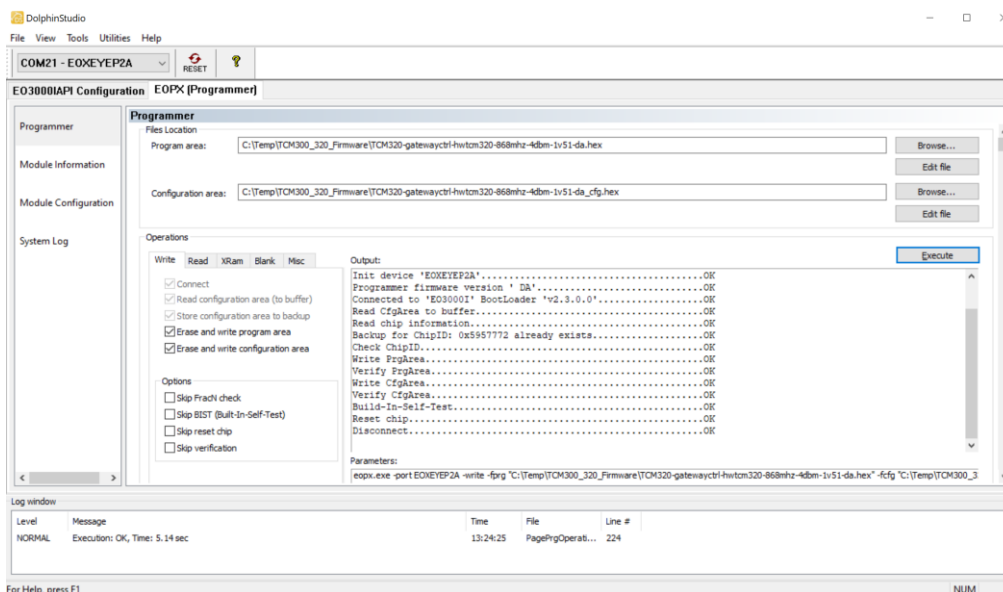 DolphinStudio
File View Tools Utilities Help
COM21 - EOXEYEP2A
RESET
?
EO3000IAPI Configuration EOPX (Programmer)
Programmer
Module Information
Module Configuration
System Log
Programmer
Files Location
Program area: C:\Temp\TCM300_320_Firmware\TCM320-gatewayctrl-hwtcm320-868mhz-4dbm-1v51-da.hex Browse...
Edit file
Configuration area: C:\Temp\TCM300_320_Firmware\TCM320-gatewayctrl-hwtcm320-868mhz-4dbm-1v51-da_cfg.hex Browse...
Edit file
Operations
Write Read XRam Blank Misc
Connect
Read configuration area (to buffer)
Store configuration area to backup
Erase and write program area
Erase and write configuration area
Options
Skip FracN check
Skip BIST (Built-In-Self-Test)
Skip reset chip
Skip verification
Output:
Execute
Init device 'EOXEYEP2A'........................................OK
Programmer firmware version ' DA'..............................OK
Connected to 'EO3000I' BootLoader 'v2.3.0.0'...................OK
Read CfgArea to buffer.........................................OK
Read chip information..........................................OK
Backup for ChipID: 0x5957772 already exists....................OK
Check ChipID...................................................OK
Write PrgArea..................................................OK
Verify PrgArea.................................................OK
Write CfgArea..................................................OK
Verify CfgArea.................................................OK
Build-In-Self-Test.............................................OK
Reset chip.....................................................OK
Disconnect.....................................................OK
Parameters:
eopx.exe -port EOXEYEP2A -write -fprg "C:\Temp\TCM300_320_Firmware\TCM320-gatewayctrl-hwtcm320-868mhz-4dbm-1v51-da.hex" -fcfg "C:\Temp\TCM300_3
Log window
Level Message Time File Line #
NORMAL Execution: OK, Time: 5.14 sec 13:24:25 PagePrgOperati... 224
For Help, press F1
NUM